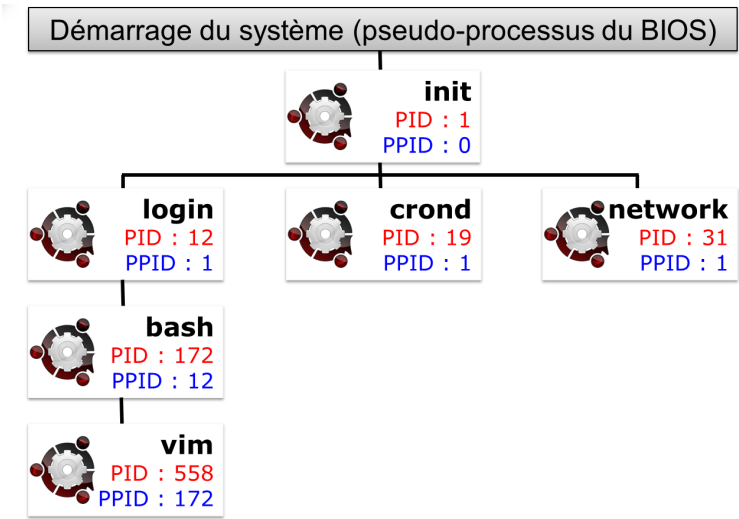 Démarrage du système (pseudo-processus du BIOS)
init
PID : 1
PPID : 0
login
PID : 12
PPID : 1
crond
PID : 19
PPID : 1
network
PID : 31
PPID : 1
bash
PID : 172
PPID : 12
vim
PID : 558
PPID : 172